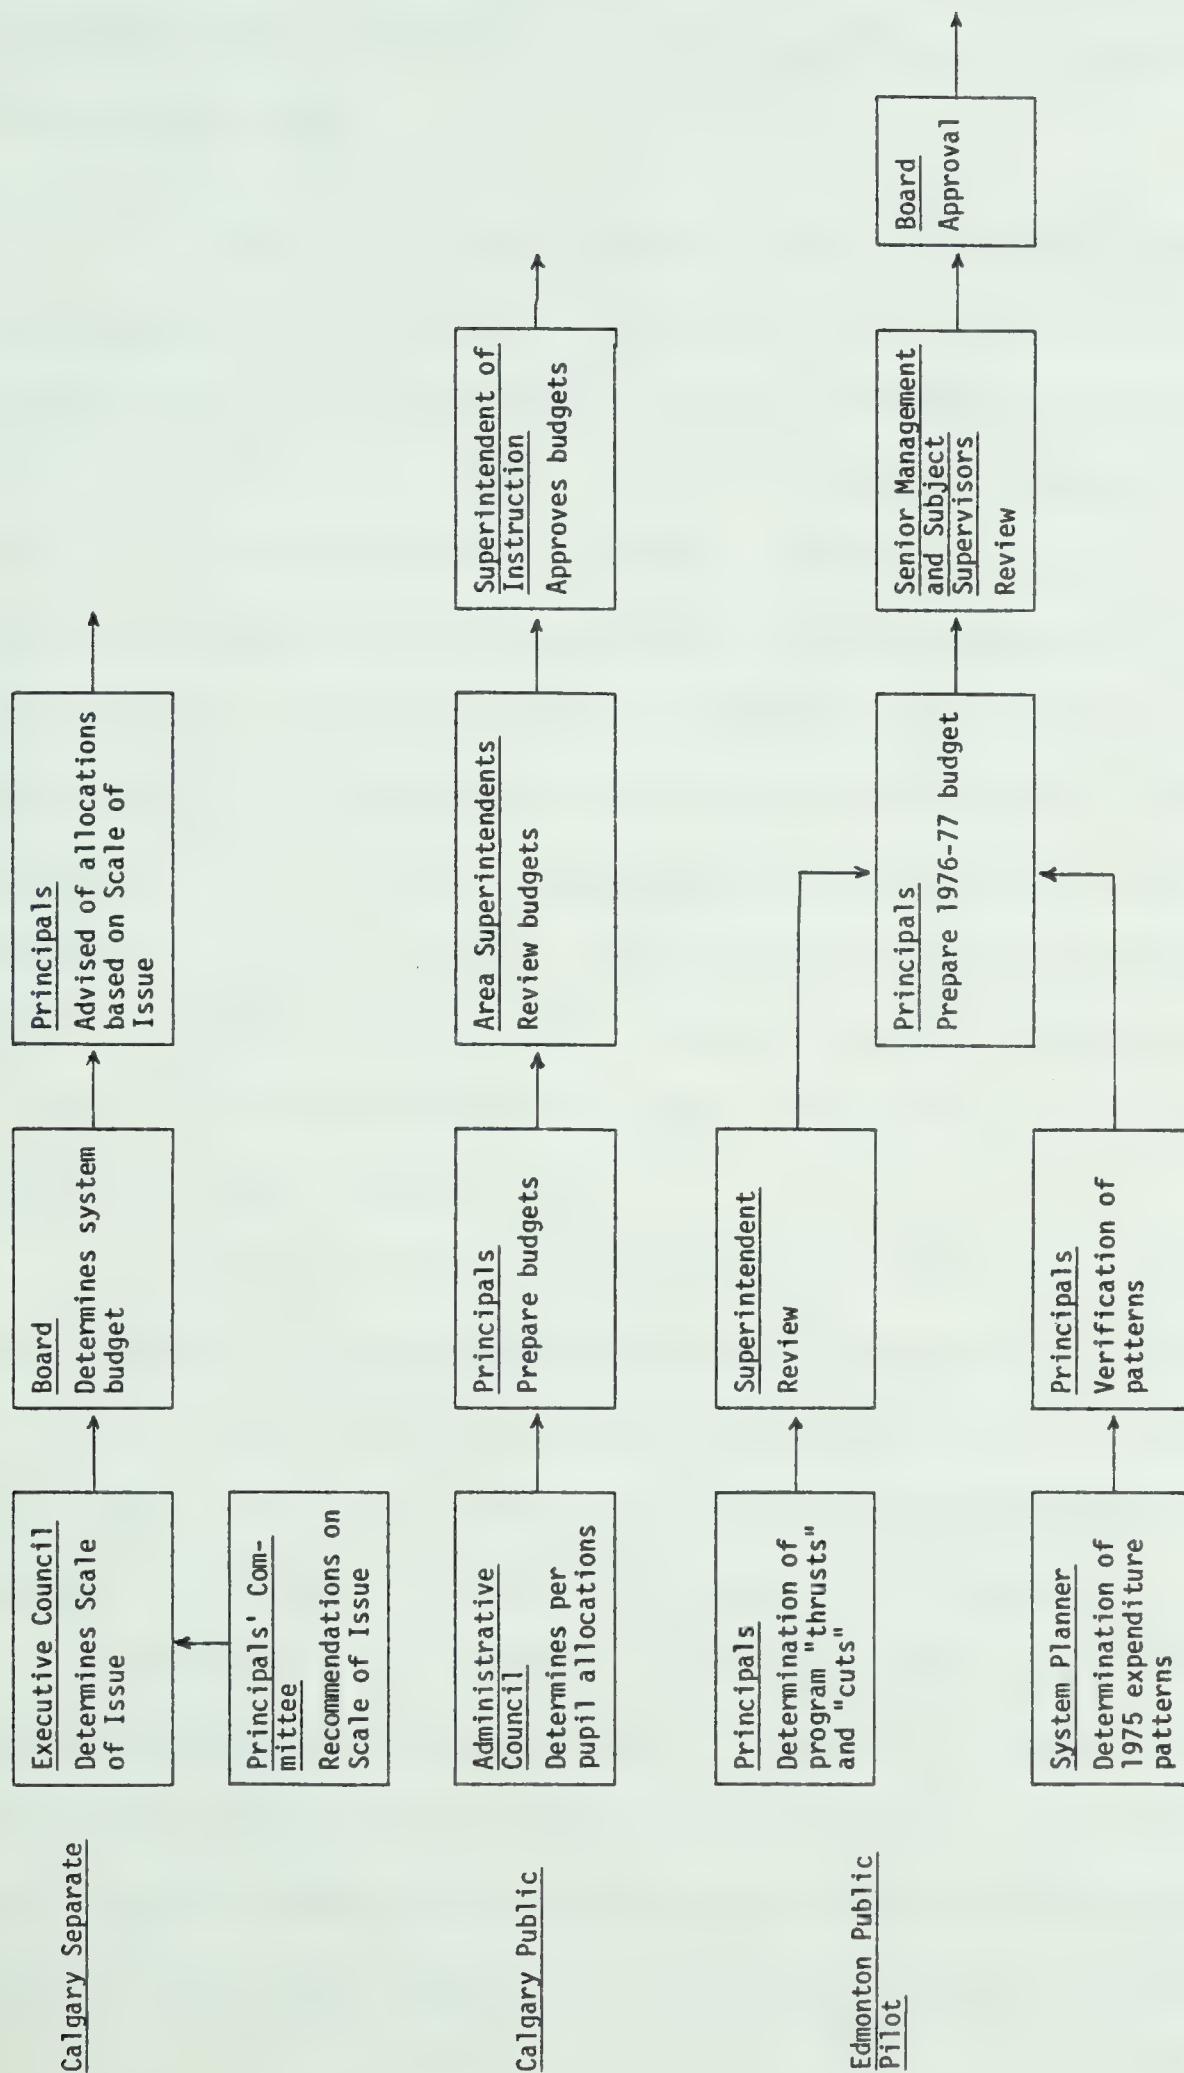 Calgary Separate
Executive Council
Determines Scale
of Issue
Principals' Com-
mittee
Recommendations on
Scale of Issue
Board
Determines system
budget
Principals
Advised of allocations
based on Scale of
Issue
Calgary Public
Administrative
Council
Determines per
pupil allocations
Principals
Prepare budgets
Area Superintendents
Review budgets
Superintendent of
Instruction
Approves budgets
Edmonton Public
Pilot
Principals
Determination of
program "thrusts"
and "cuts"
Superintendent
Review
System Planner
Determination of
1975 expenditure
patterns
Principals
Verification of
patterns
Principals
Prepare 1976-77 budget
Senior Management
and Subject
Supervisors
Review
Board
Approval